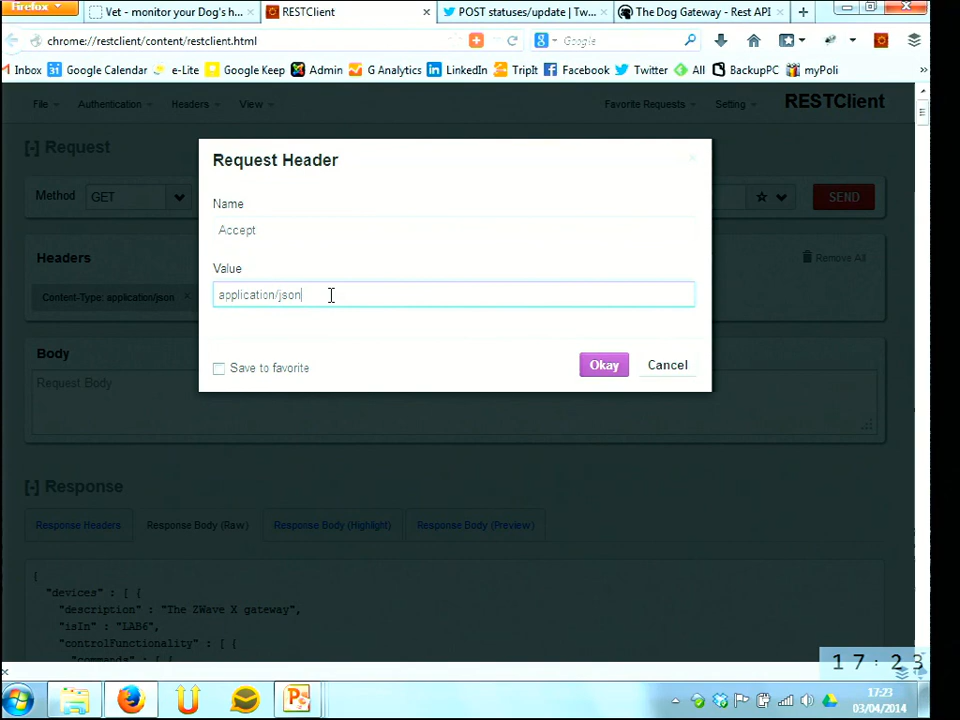 Firefox
Vet - monitor your Dog's h...
RESTClient
POST statuses/update | Tw...
The Dog Gateway - Rest API
chrome://restclient/content/restclient.html
Google
Inbox
Google Calendar
e-Lite
Google Keep
Admin
G Analytics
LinkedIn
TripIt
Facebook
Twitter
All
BackupPC
myPoli
File
Authentication
Headers
View
Favorite Requests
Setting
RESTClient
[-] Request
Method
GET
SEND
Headers
Remove All
Content-Type: application/json
Body
Request Body
Request Header
Name
Accept
Value
application/json
Save to favorite
Okay
Cancel
[-] Response
Response Headers
Response Body (Raw)
Response Body (Highlight)
Response Body (Preview)
{
"devices" : [ {
"description" : "The ZWave X gateway",
"isIn" : "LAB6",
"controlFunctionality" : [ {
"commands" : [ {
17:23
17:23
03/04/2014